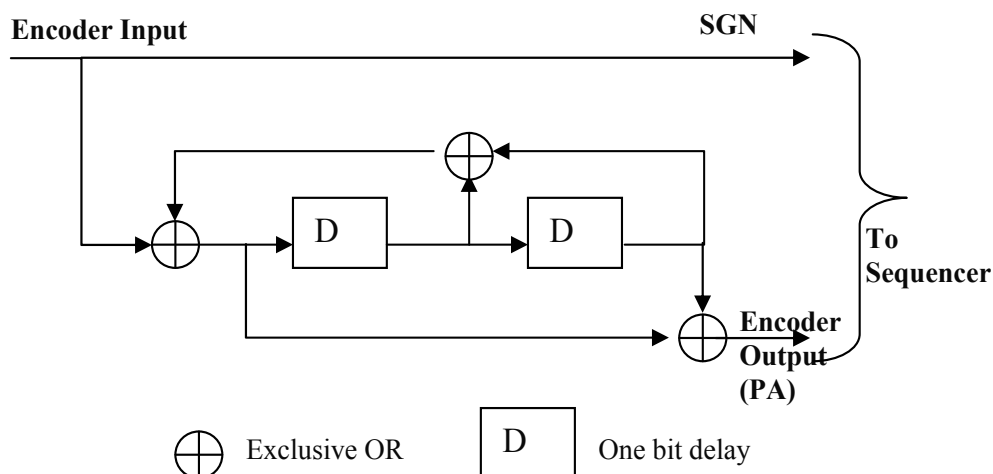 Encoder Input
SGN
D
D
To
Sequencer
Encoder
Output
(PA)
Exclusive OR
D
One bit delay